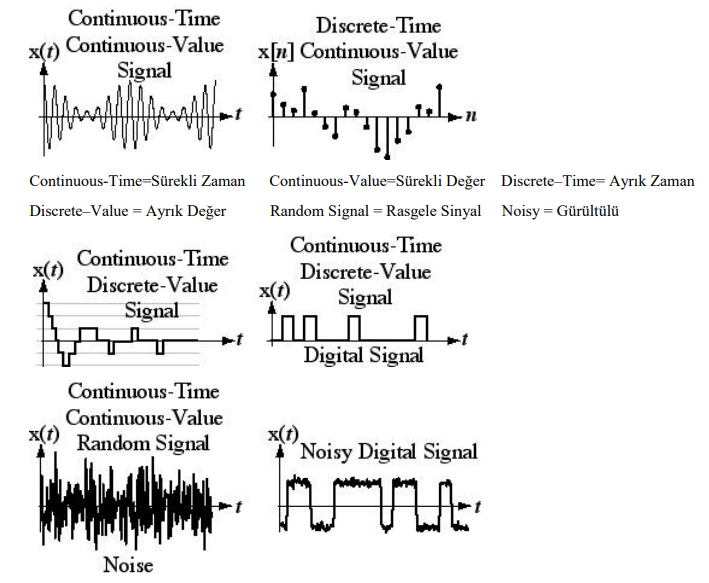 Continuous-Time
Continuous-Value
Signal
x(t)
t
Discrete-Time
x[n] Continuous-Value
Signal
n
Continuous-Time=Sürekli Zaman Continuous-Value=Sürekli Değer Discrete–Time= Ayrık Zaman
Discrete–Value = Ayrık Değer Random Signal = Rasgele Sinyal Noisy = Gürültülü
Continuous-Time
Discrete-Value
Signal
x(t)
t
Continuous-Time
Discrete-Value
Signal
x(t)
t
Digital Signal
Continuous-Time
Continuous-Value
Random Signal
x(t)
t
Noise
x(t)
Noisy Digital Signal
t